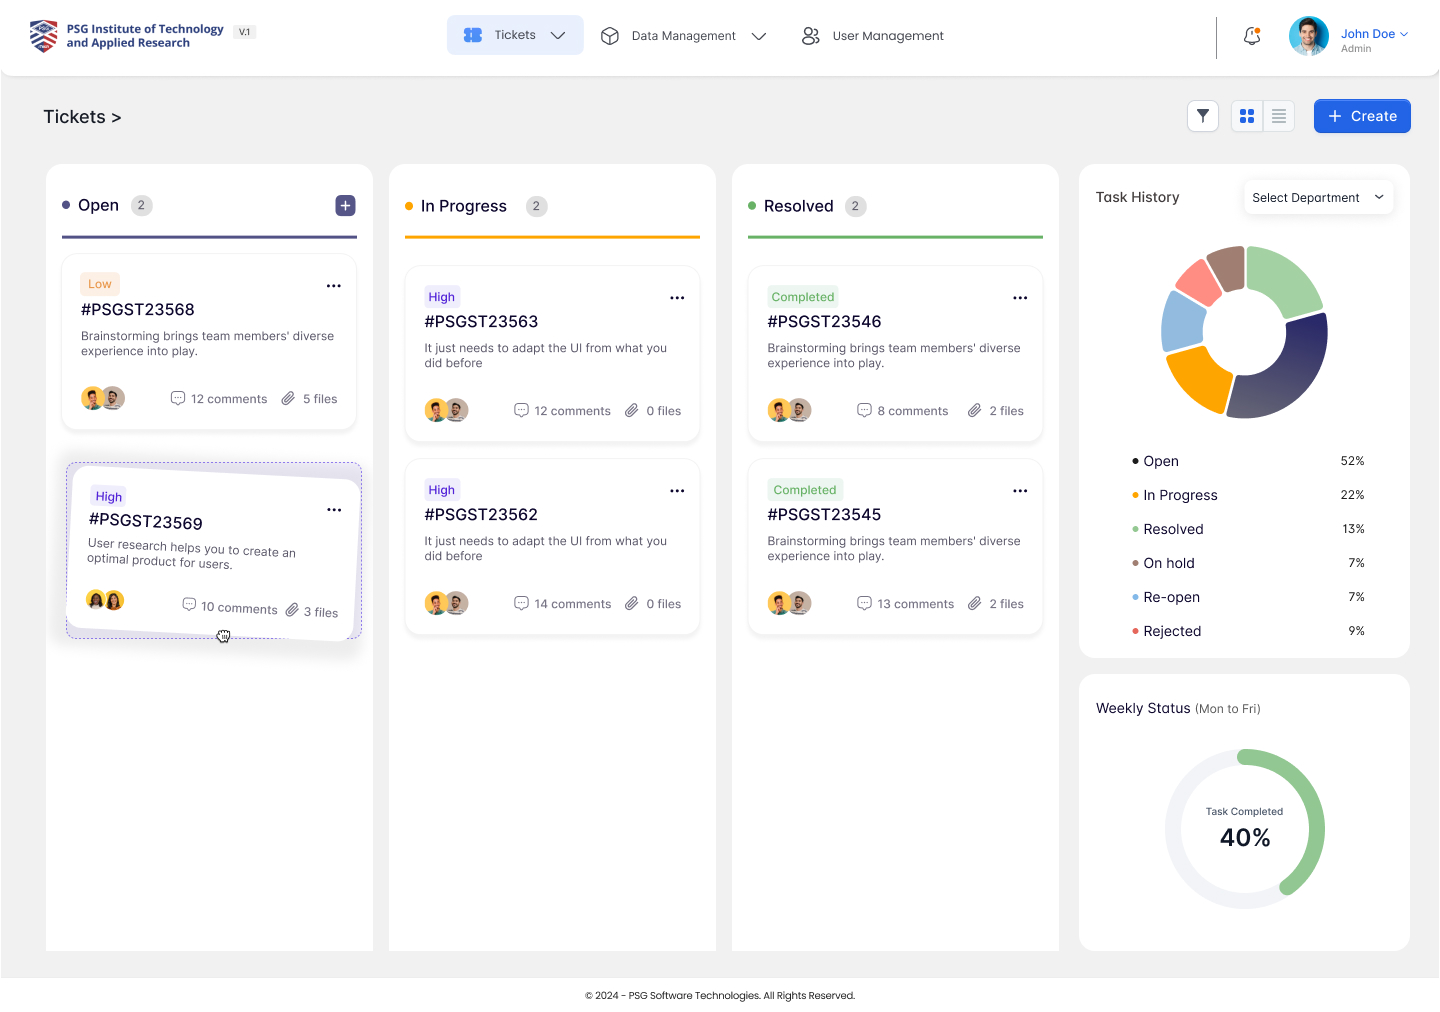 PSG Institute of Technology
and Applied Research
V.1
Tickets
Data Management
User Management
John Doe
Admin
Tickets >
Create
Open 2
Low
#PSGST23568
Brainstorming brings team members' diverse
experience into play.
12 comments 5 files
High
#PSGST23569
User research helps you to create an
optimal product for users.
10 comments 3 files
In Progress 2
High
#PSGST23563
It just needs to adapt the UI from what you
did before
12 comments 0 files
High
#PSGST23562
It just needs to adapt the UI from what you
did before
14 comments 0 files
Resolved 2
Completed
#PSGST23546
Brainstorming brings team members' diverse
experience into play.
8 comments 2 files
Completed
#PSGST23545
Brainstorming brings team members' diverse
experience into play.
13 comments 2 files
Task History
Select Department
Open 52%
In Progress 22%
Resolved 13%
On hold 7%
Re-open 7%
Rejected 9%
Weekly Status (Mon to Fri)
Task Completed
40%
© 2024 - PSG Software Technologies. All Rights Reserved.